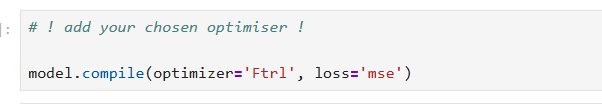 ]:
# ! add your chosen optimiser !
model.compile(optimizer='Ftrl', loss='mse')